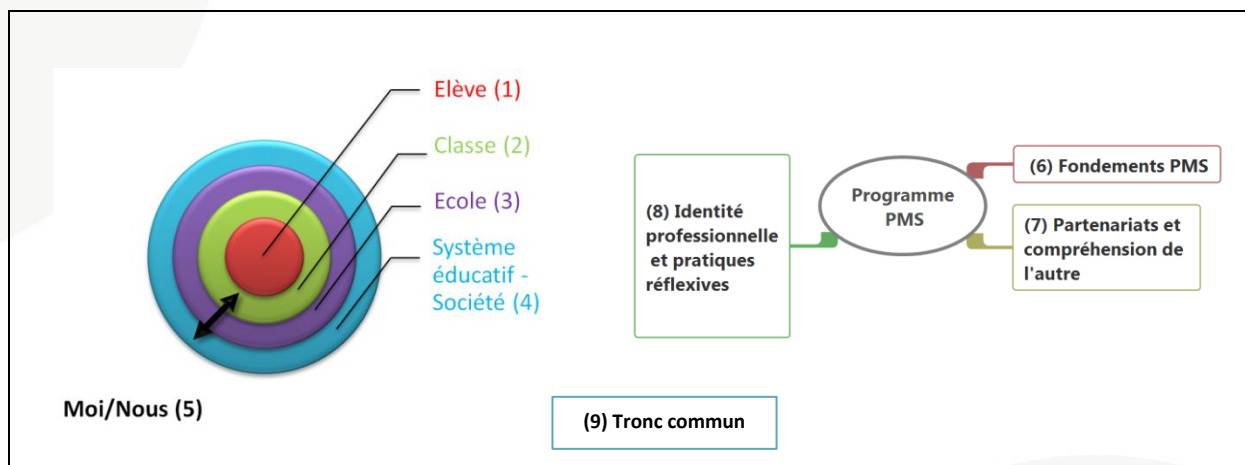 Elève (1)
Classe (2)
Ecole (3)
Système
éducatif -
Société (4)
Moi/Nous (5)
(8) Identité
professionnelle
et pratiques
réflexives
Programme
PMS
(6) Fondements PMS
(7) Partenariats et
compréhension de
l'autre
(9) Tronc commun